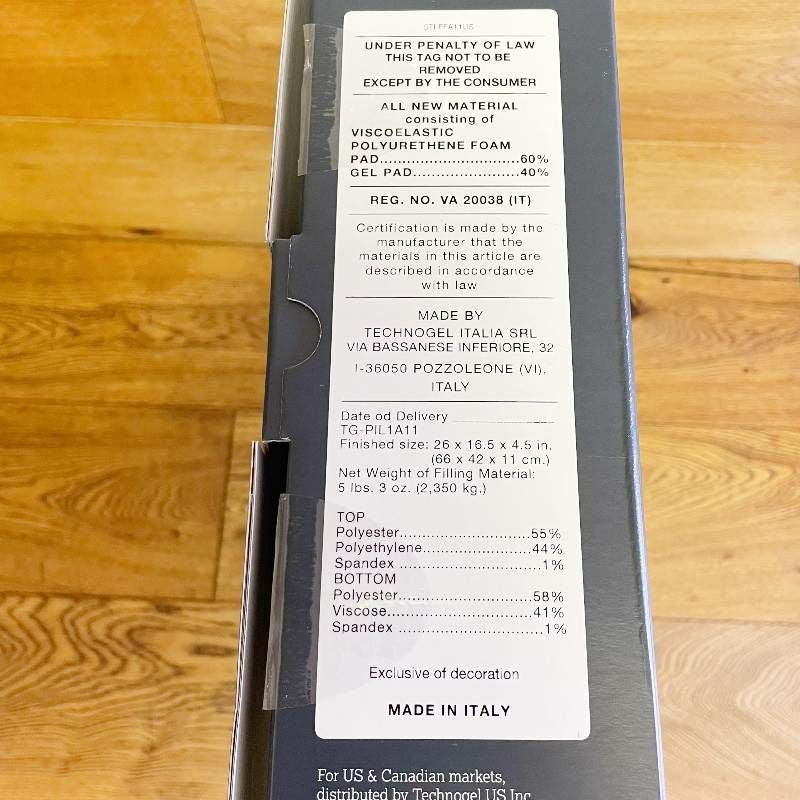 UNDER PENALTY OF LAW
THIS TAG NOT TO BE
REMOVED
EXCEPT BY THE CONSUMER
ALL NEW MATERIAL
consisting of
VISCOELASTIC
POLYURETHENE FOAM
PAD..............................60%
GEL PAD.......................40%
REG. NO. VA 20038 (IT)
Certification is made by the
manufacturer that the
materials in this article are
described in accordance
with law
MADE BY
TECHNOGEL ITALIA SRL
VIA BASSANESE INFERIORE, 32
I-36050 POZZOLEONE (VI),
ITALY
Date od Delivery ______________
TG-PIL1A11
Finished size: 26 x 16.5 x 4.5 in.
(66 x 42 x 11 cm.)
Net Weight of Filling Material:
5 lbs. 3 oz. (2,350 kg.)
TOP
Polyester............................55%
Polyethylene.......................44%
Spandex ..............................1%
BOTTOM
Polyester............................58%
Viscose...............................41%
Spandex ..............................1%
Exclusive of decoration
MADE IN ITALY
For US & Canadian markets,
distributed by Technogel US Inc